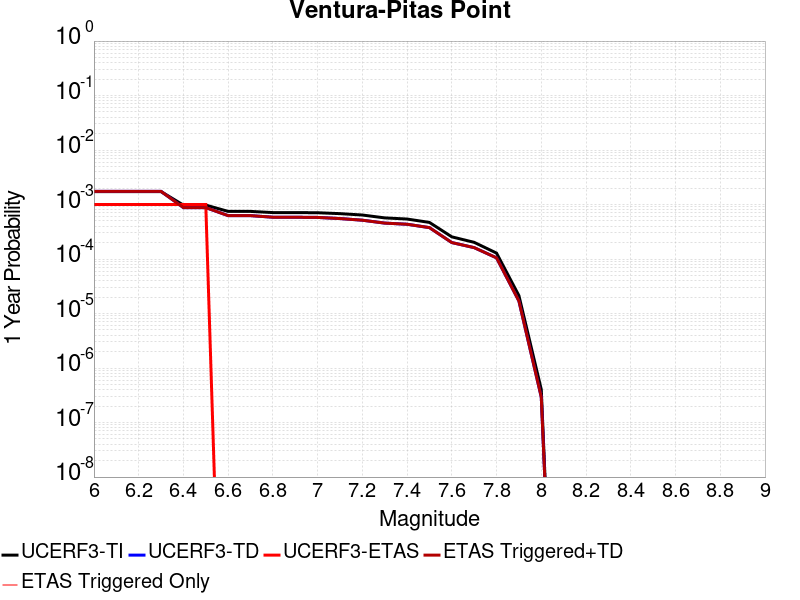 Ventura-Pitas Point
10^0
10^-1
10^-2
10^-3
10^-4
10^-5
10^-6
10^-7
10^-8
1 Year Probability
6 6.2 6.4 6.6 6.8 7 7.2 7.4 7.6 7.8 8 8.2 8.4 8.6 8.8 9
Magnitude
UCERF3-TI UCERF3-TD UCERF3-ETAS ETAS Triggered+TD
ETAS Triggered Only